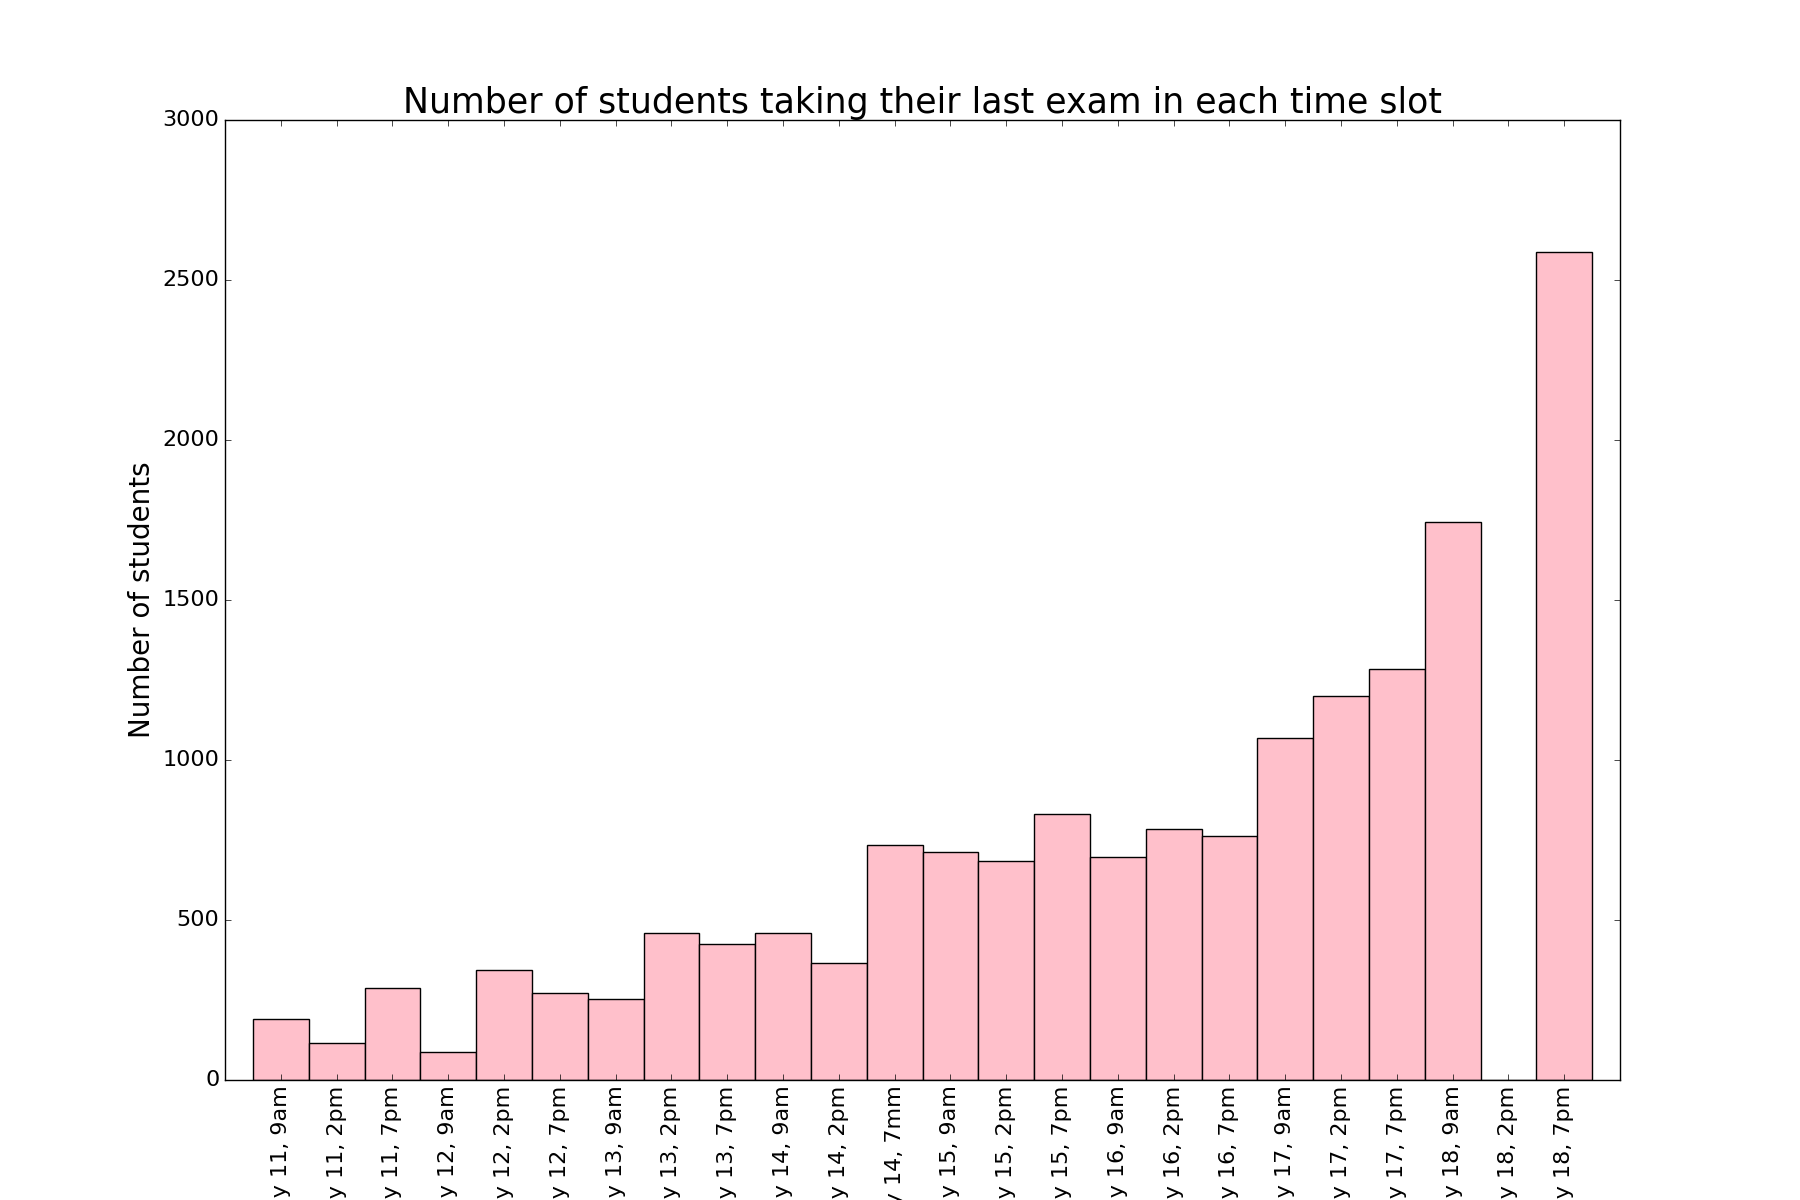 Number of students taking their last exam in each time slot
Number of students
3000
2500
2000
1500
1000
500
0
y 11, 9am
y 11, 2pm
y 11, 7pm
y 12, 9am
y 12, 2pm
y 12, 7pm
y 13, 9am
y 13, 2pm
y 13, 7pm
y 14, 9am
y 14, 2pm
y 14, 7mm
y 15, 9am
y 15, 2pm
y 15, 7pm
y 16, 9am
y 16, 2pm
y 16, 7pm
y 17, 9am
y 17, 2pm
y 17, 7pm
y 18, 9am
y 18, 2pm
y 18, 7pm